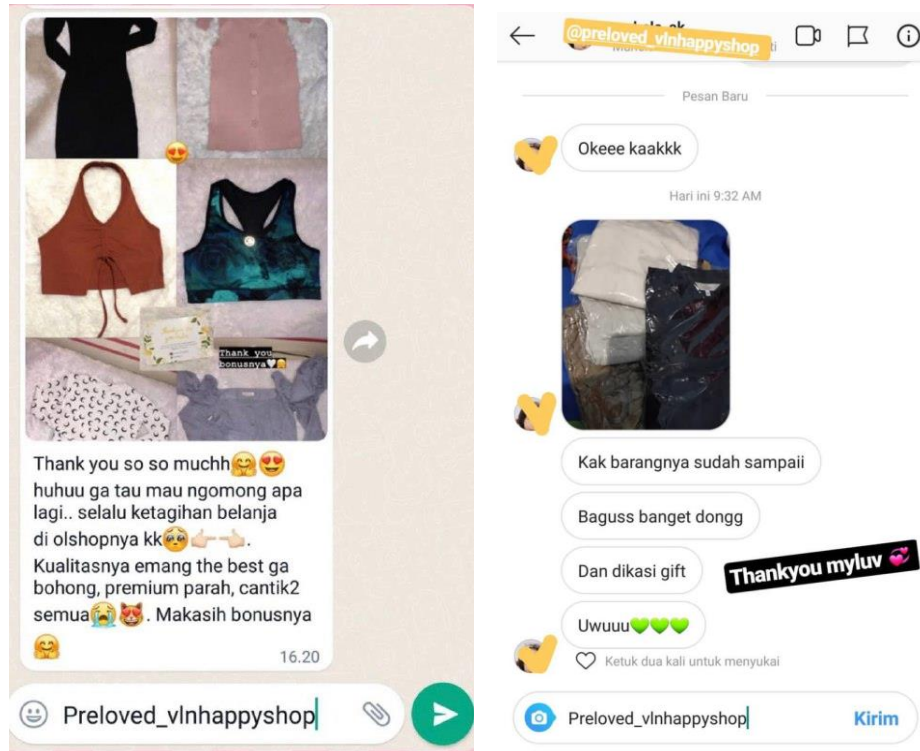 Thank you
bonusnya
Thank you so so muchh
huhuu ga tau mau ngomong apa
lagi.. selalu ketagihan belanja
di olshopnya kk🥺👉🏻👈🏻.
Kualitasnya emang the best ga
bohong, premium parah, cantik2
semua😭😻. Makasih bonusnya
🤗
16.20
Preloved_vlnhappyshop
@preloved_vlnhappyshop
Pesan Baru
Okeee kaakkk
Hari ini 9:32 AM
Kak barangnya sudah sampaii
Baguss banget dongg
Dan dikasi gift
Thankyou myluv 💞
Uwuuu💚💚💚
Ketuk dua kali untuk menyukai
Preloved_vlnhappyshop
Kirim